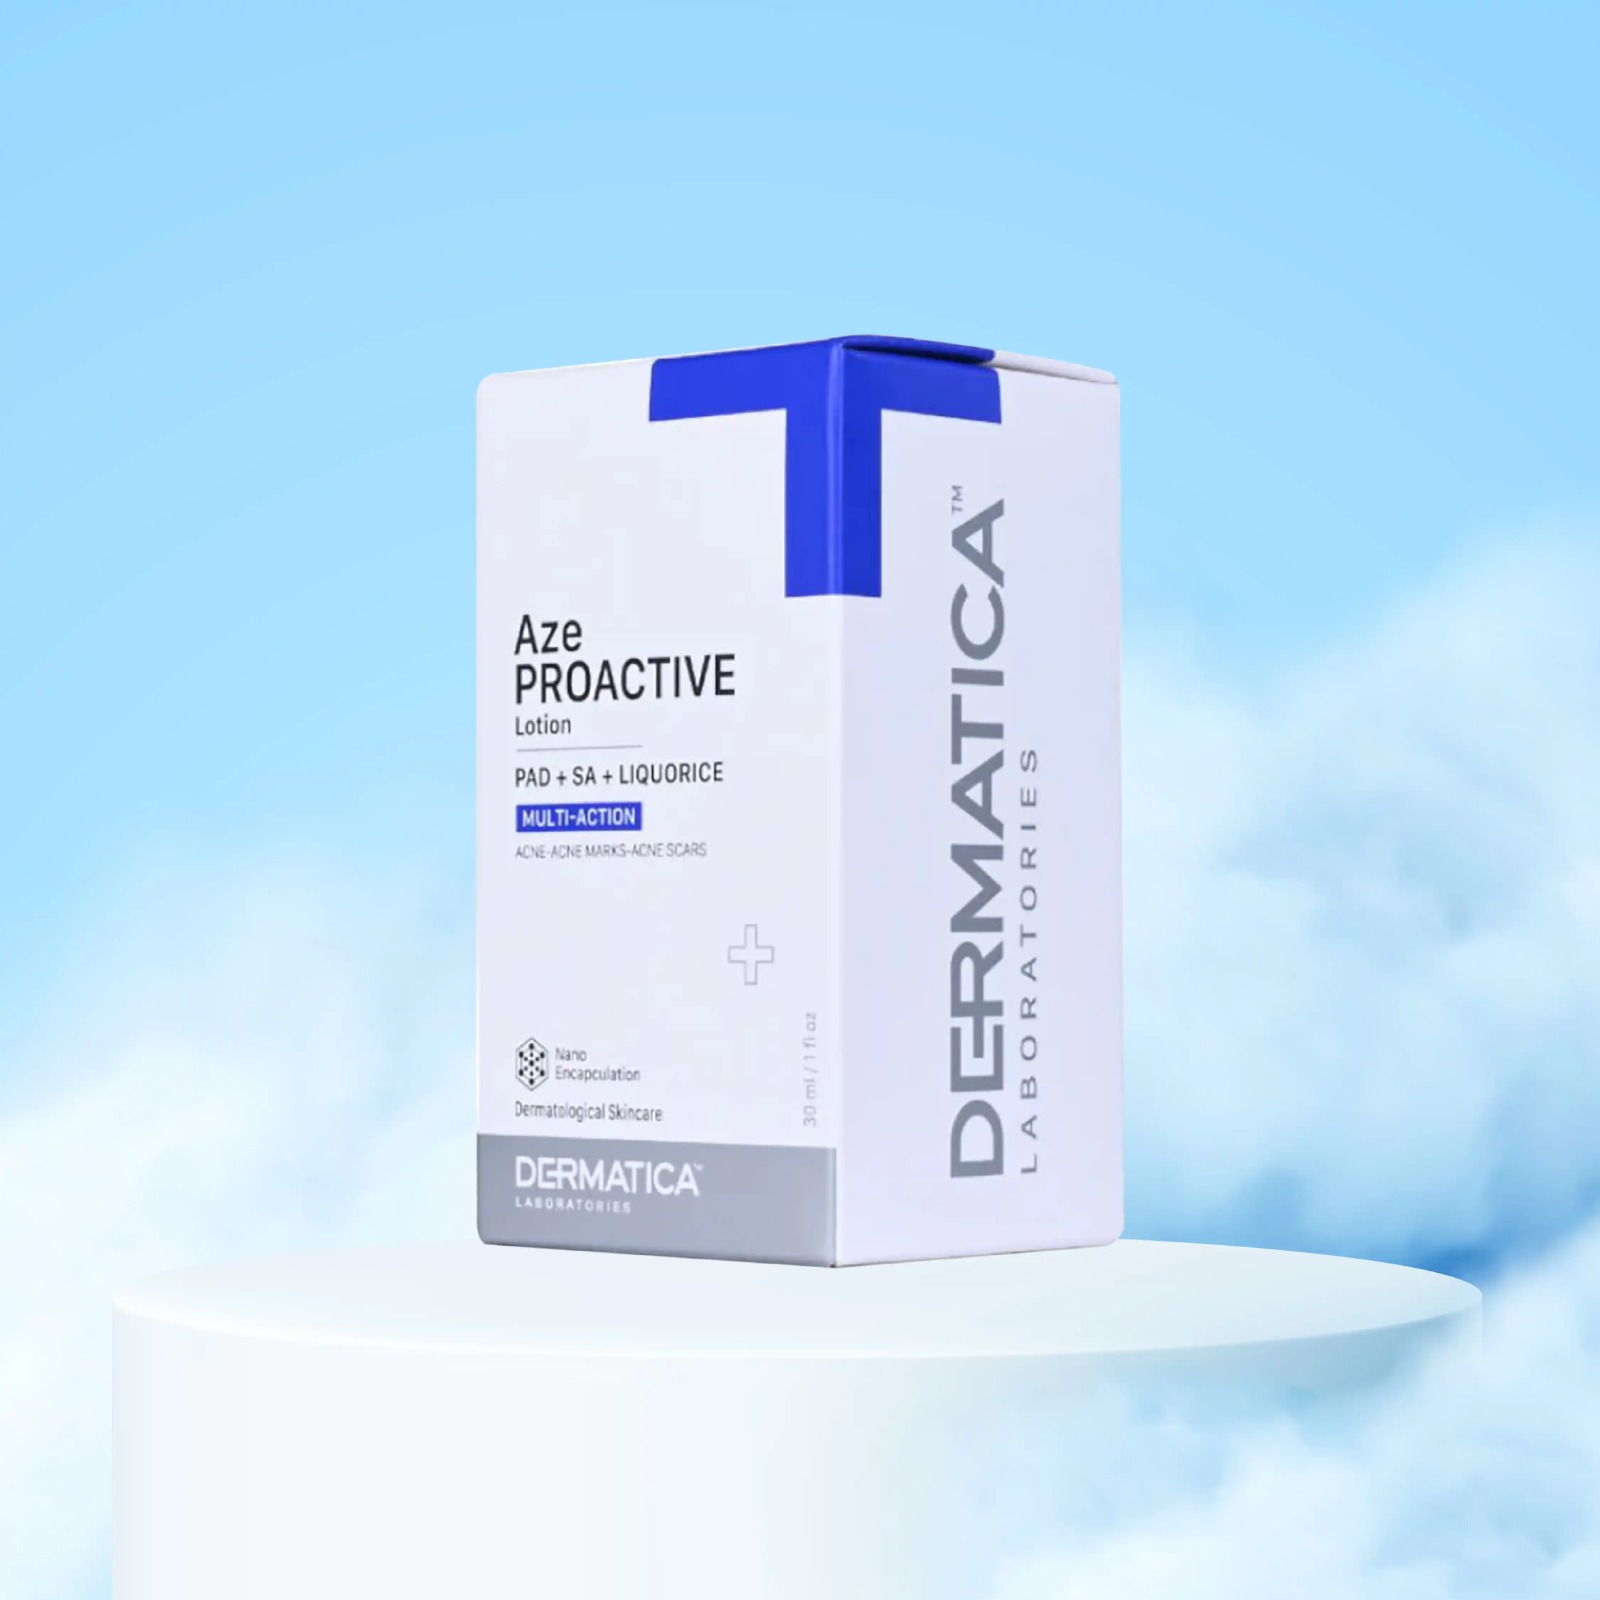 Aze
PROACTIVE
Lotion
PAD + SA + LIQUORICE
MULTI-ACTION
ACNE-ACNE MARKS-ACNE SCARS
Nano
Encapculation
Dermatological Skincare
30 ml / 1 fl oz
DERMATICA™
LABORATORIES
DERMATICA™
LABORATORIES